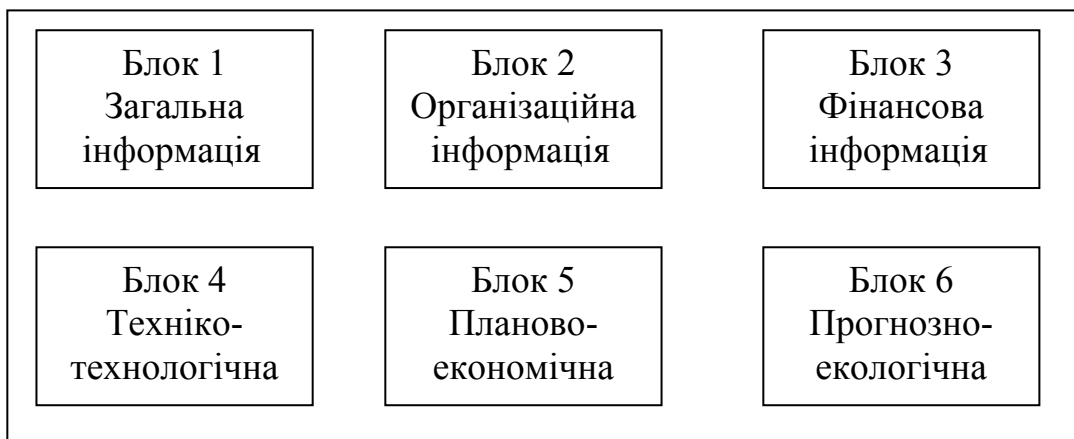 Блок 1
Загальна
інформація
Блок 2
Організаційна
інформація
Блок 3
Фінансова
інформація
Блок 4
Техніко-
технологічна
Блок 5
Планово-
економічна
Блок 6
Прогнозно-
екологічна